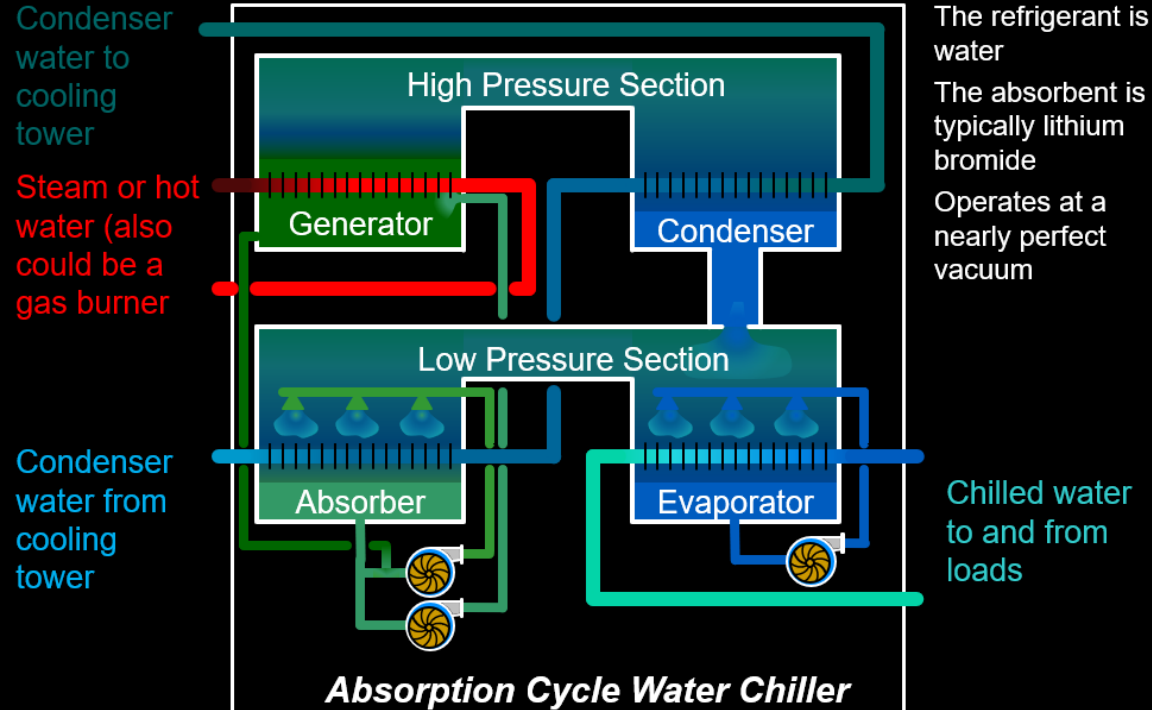 Condenser
water to
cooling
tower
Steam or hot
water (also
could be a
gas burner
Condenser
water from
cooling
tower
High Pressure Section
Generator
Condenser
Low Pressure Section
Absorber
Evaporator
The refrigerant is
water
The absorbent is
typically lithium
bromide
Operates at a
nearly perfect
vacuum
Chilled water
to and from
loads
Absorption Cycle Water Chiller